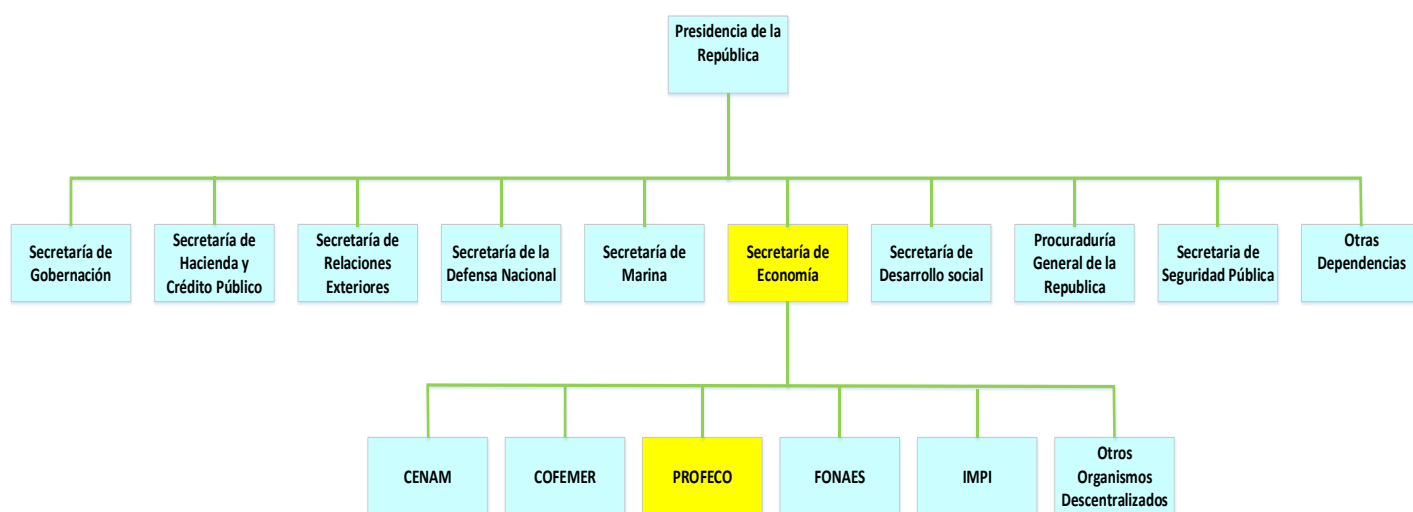 Presidencia de la
República
Secretaría de
Gobernación
Secretaría de
Hacienda y
Crédito Público
Secretaría de
Relaciones
Exteriores
Secretaría de la
Defensa Nacional
Secretaría de
Marina
Secretaría de
Economía
Secretaría de
Desarrollo social
Procuraduría
General de la
Republica
Secretaria de
Seguridad Pública
Otras
Dependencias
CENAM
COFEMER
PROFECO
FONAES
IMPI
Otros
Organismos
Descentralizados